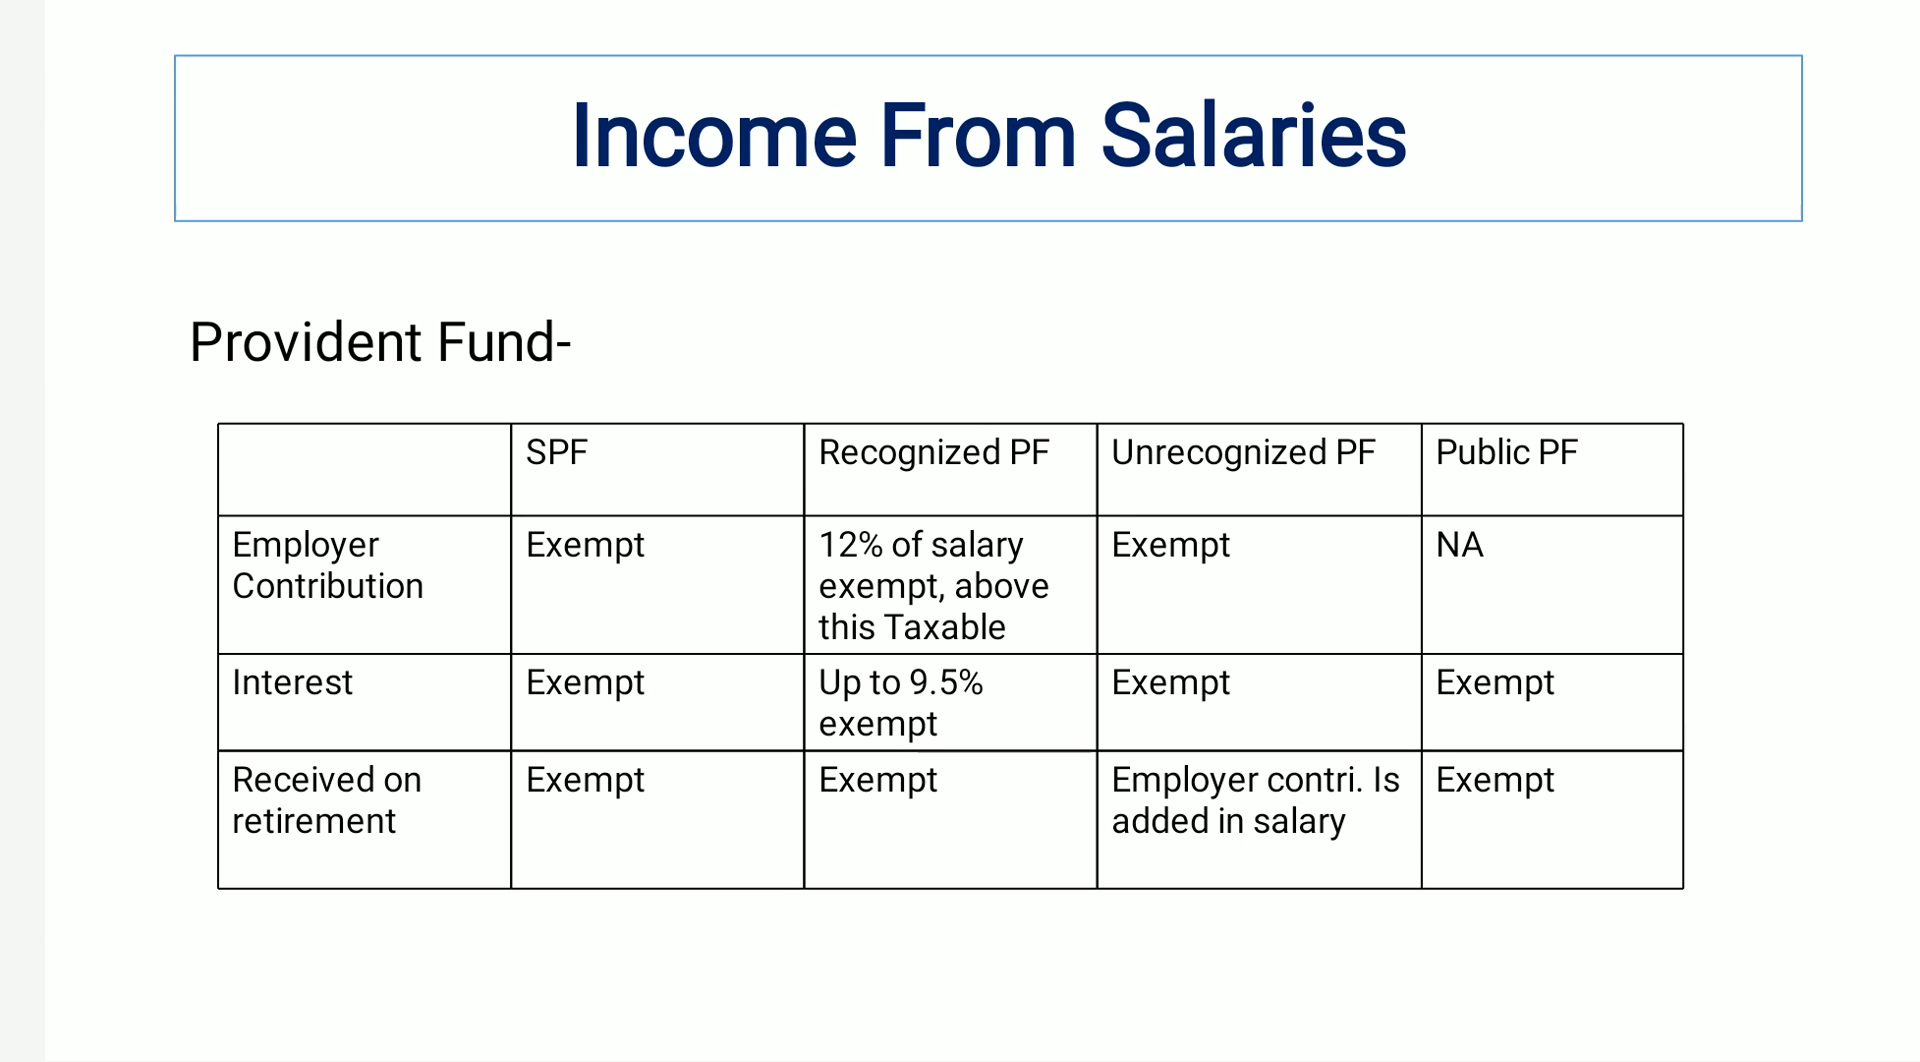 Income From Salaries
Provident Fund-
SPF
Recognized PF
Unrecognized PF
Public PF
Employer
Contribution
Exempt
12% of salary
exempt, above
this Taxable
Exempt
NA
Interest
Exempt
Up to 9.5%
exempt
Exempt
Exempt
Received on
retirement
Exempt
Exempt
Employer contri. Is
added in salary
Exempt